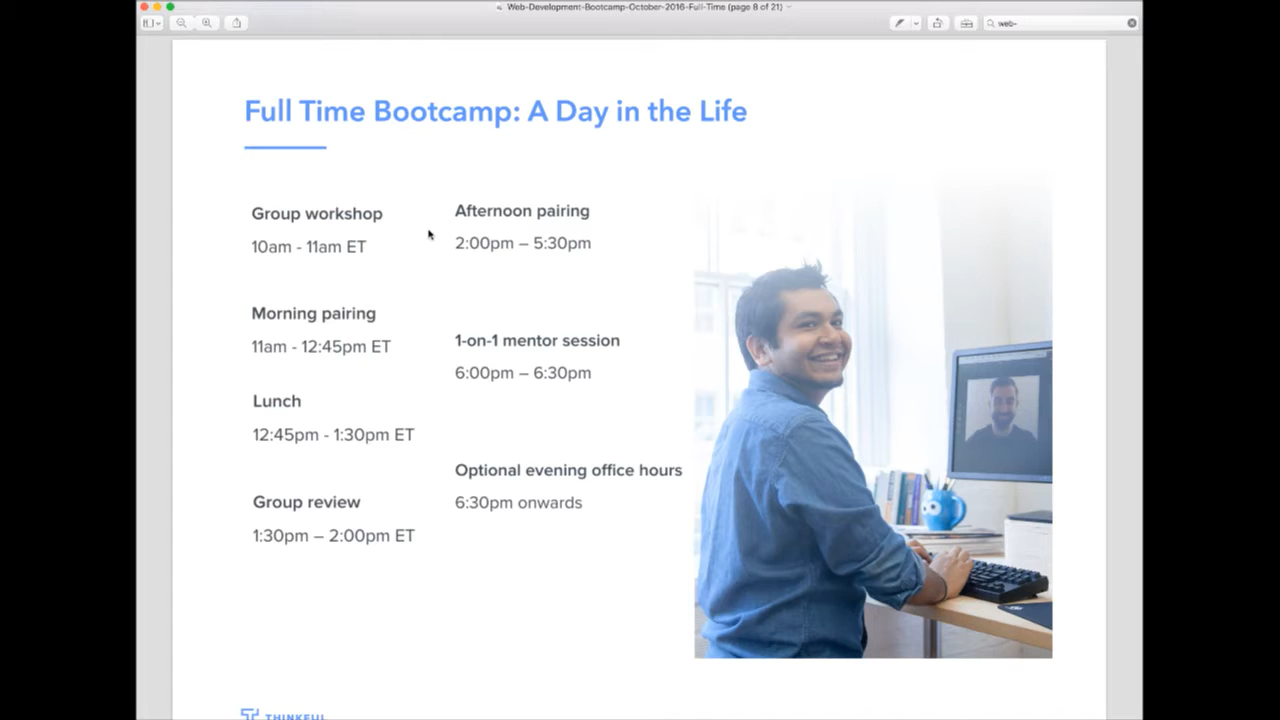 Web-Development-Bootcamp-October-2016-Full-Time (page 8 of 21)
web-
Full Time Bootcamp: A Day in the Life
Group workshop
10am - 11am ET
Morning pairing
11am - 12:45pm ET
Lunch
12:45pm - 1:30pm ET
Group review
1:30pm – 2:00pm ET
Afternoon pairing
2:00pm – 5:30pm
1-on-1 mentor session
6:00pm – 6:30pm
Optional evening office hours
6:30pm onwards
THINKFUL